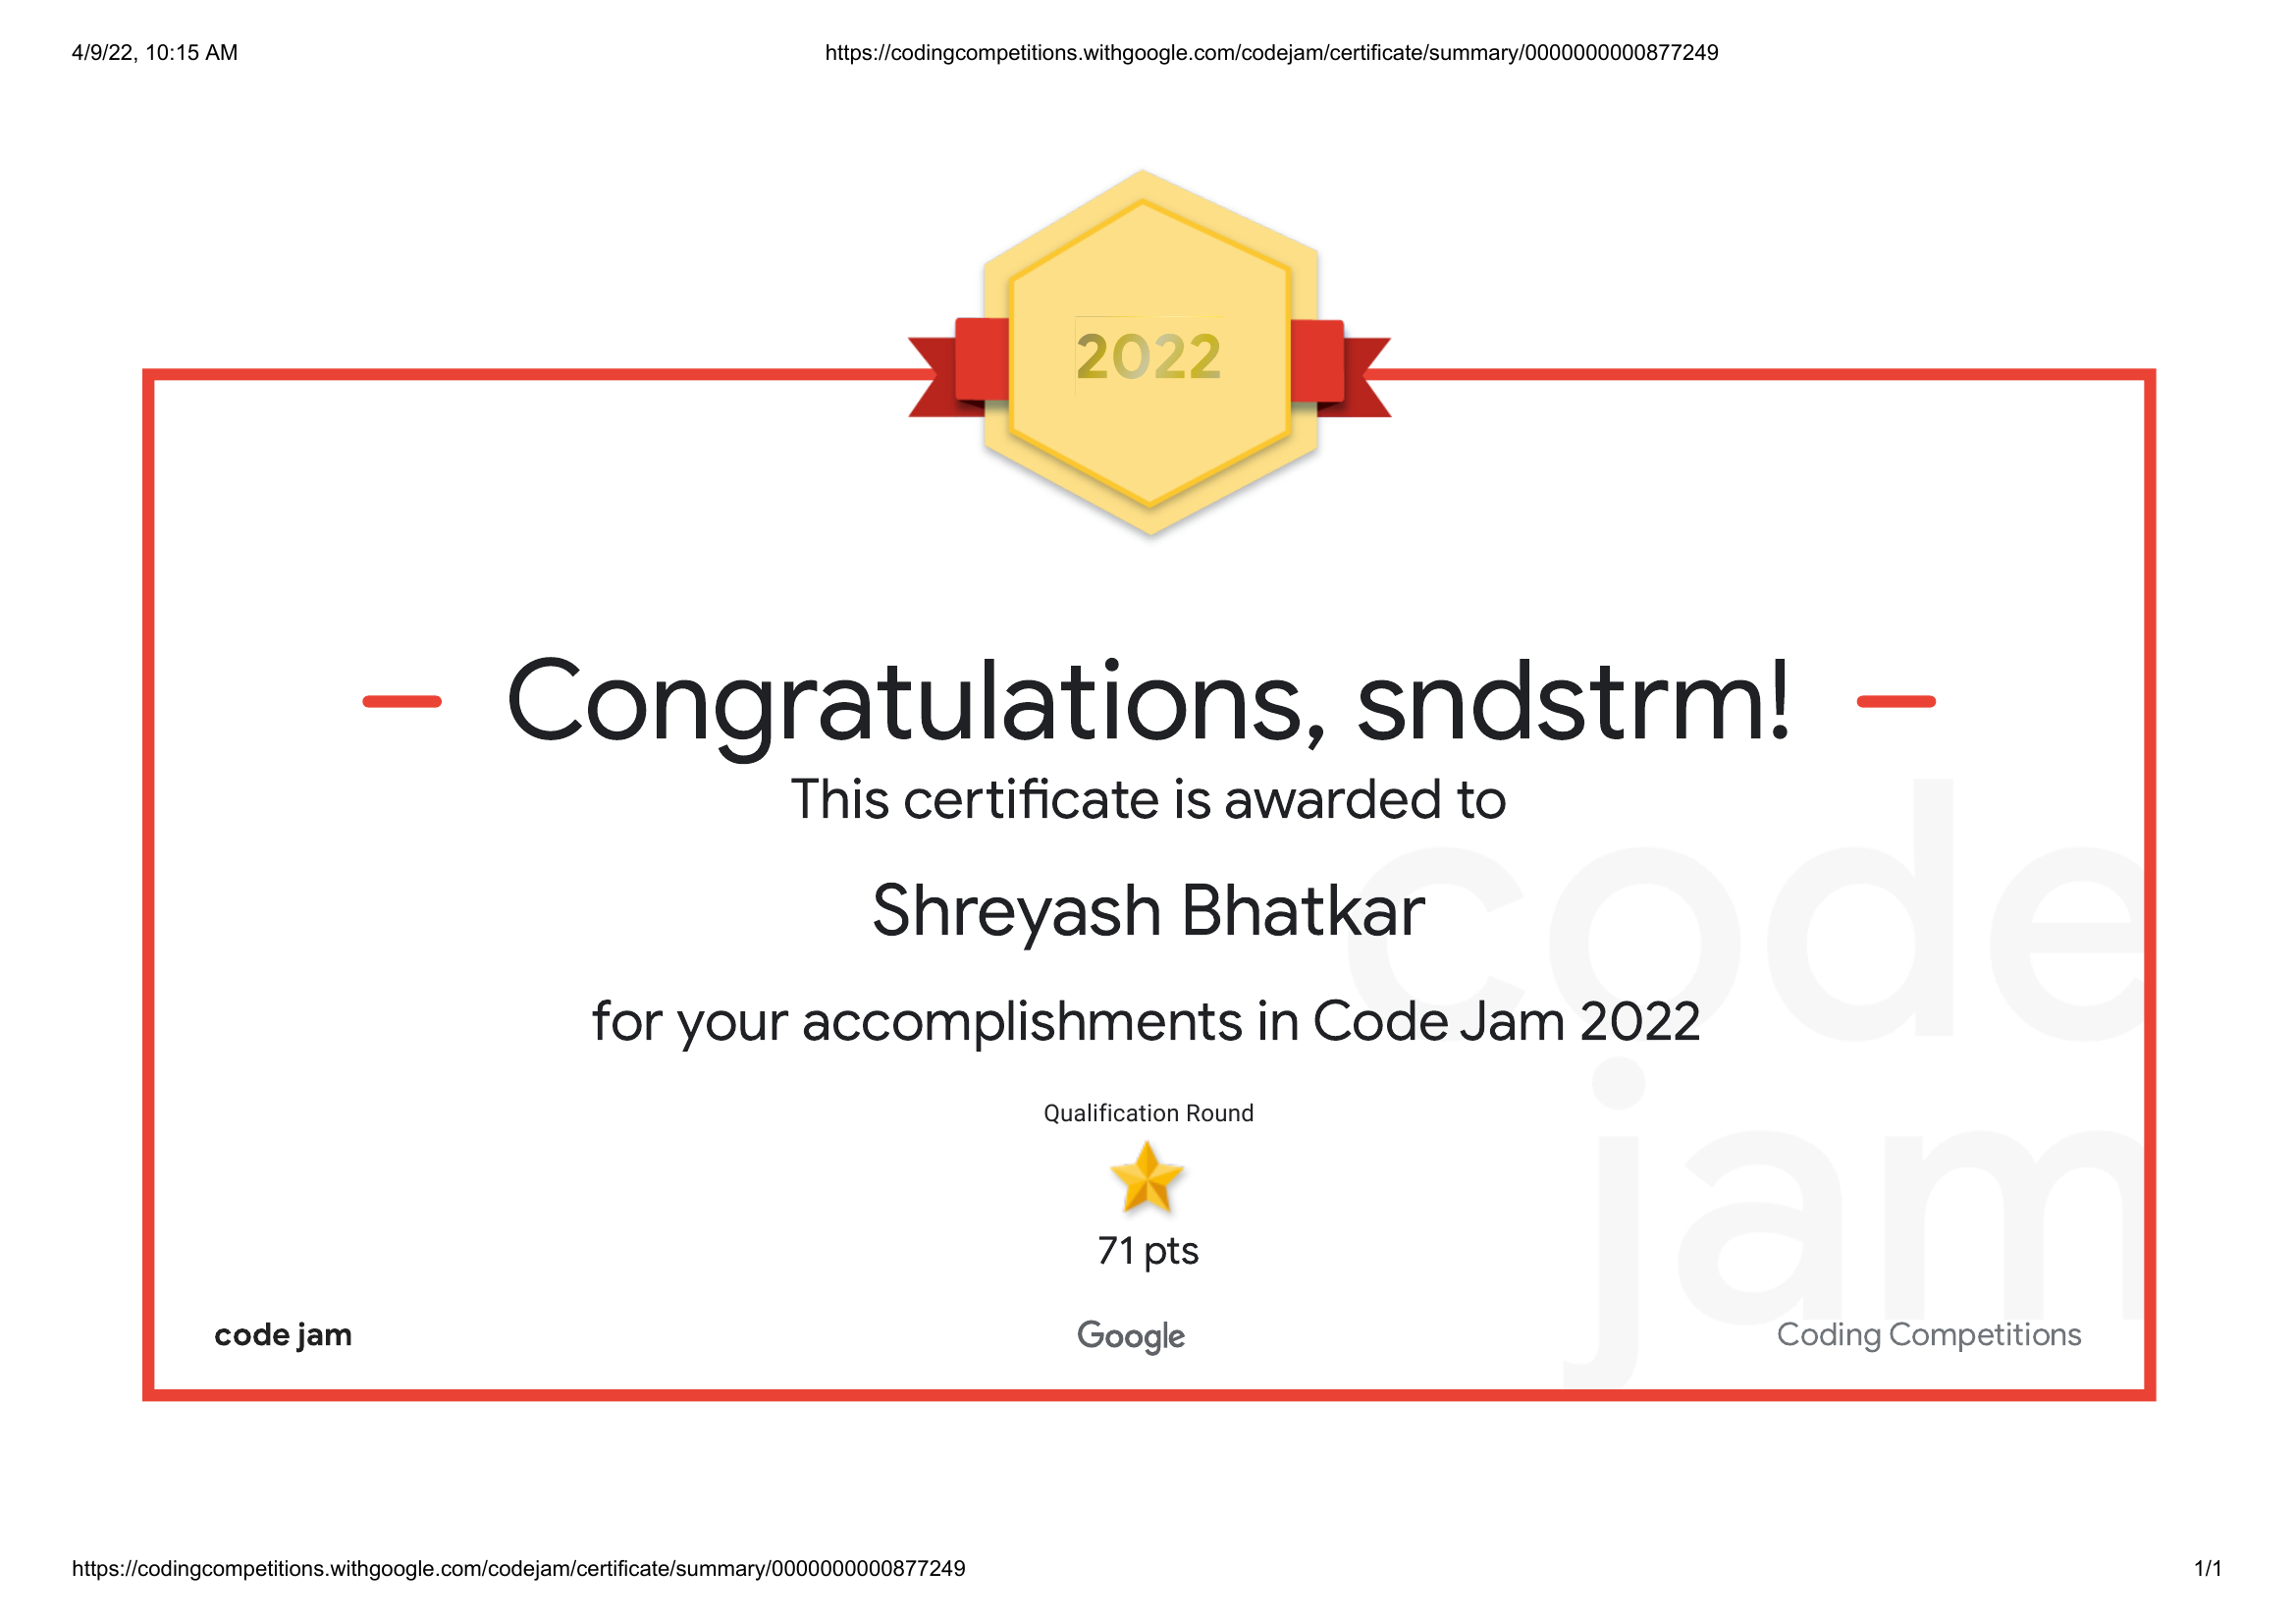 4/9/22, 10:15 AM
https://codingcompetitions.withgoogle.com/codejam/certificate/summary/0000000000877249
2022
Congratulations, sndstrm!
This certificate is awarded to
Shreyash Bhatkar
for your accomplishments in Code Jam 2022
code
jam
Qualification Round
71 pts
code jam
Google
Coding Competitions
https://codingcompetitions.withgoogle.com/codejam/certificate/summary/0000000000877249
1/1